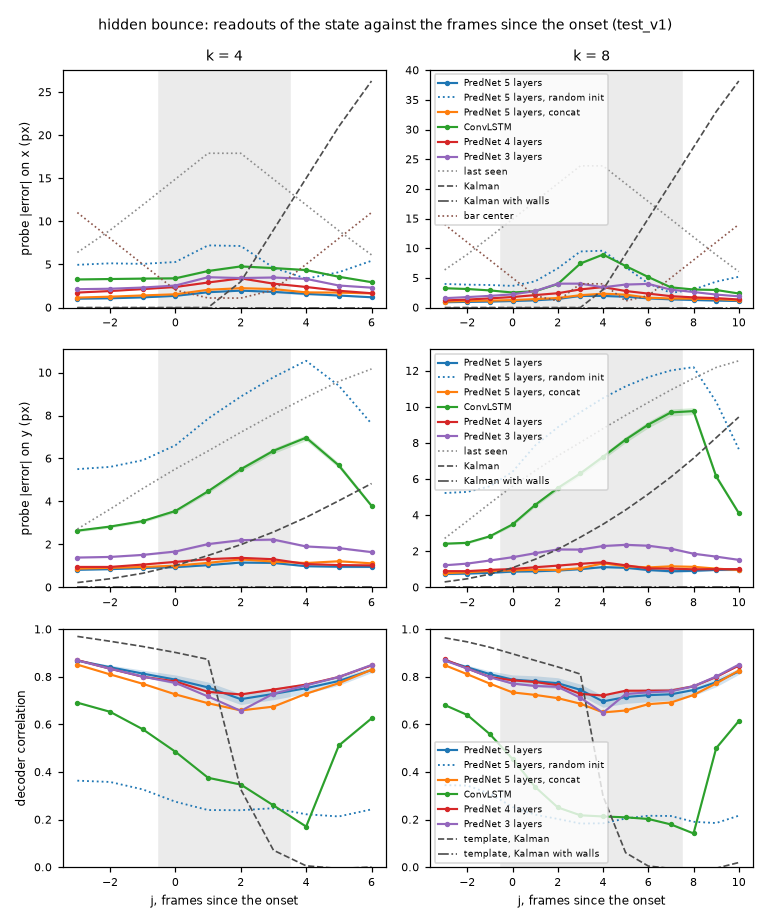 hidden bounce: readouts of the state against the frames since the onset (test_v1)
k = 4
k = 8
probe |error| on x (px)
0
5
10
15
20
25
−2
0
2
4
6
0
5
10
15
20
25
30
35
40
PredNet 5 layers
PredNet 5 layers, random init
PredNet 5 layers, concat
ConvLSTM
PredNet 4 layers
PredNet 3 layers
last seen
Kalman
Kalman with walls
bar center
−2
0
2
4
6
8
10
probe |error| on y (px)
0
2
4
6
8
10
−2
0
2
4
6
0
2
4
6
8
10
12
PredNet 5 layers
PredNet 5 layers, random init
PredNet 5 layers, concat
ConvLSTM
PredNet 4 layers
PredNet 3 layers
last seen
Kalman
Kalman with walls
−2
0
2
4
6
8
10
decoder correlation
0.0
0.2
0.4
0.6
0.8
1.0
−2
0
2
4
6
j, frames since the onset
0.0
0.2
0.4
0.6
0.8
1.0
PredNet 5 layers
PredNet 5 layers, random init
PredNet 5 layers, concat
ConvLSTM
PredNet 4 layers
PredNet 3 layers
template, Kalman
template, Kalman with walls
−2
0
2
4
6
8
10
j, frames since the onset